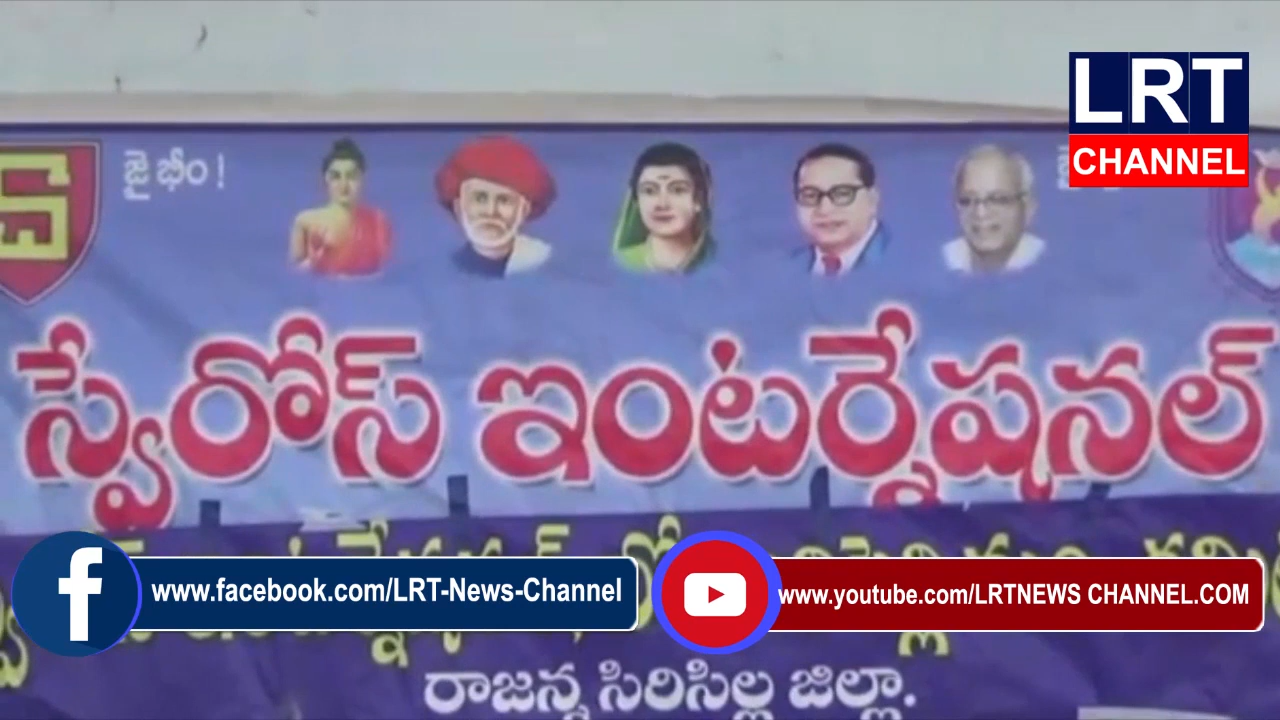 LRT
CHANNEL
జై భీం !
స్వేరోస్ ఇంటర్నేషనల్
www.facebook.com/LRT-News-Channel
www.youtube.com/LRTNEWS CHANNEL.COM
రాజన్న సిరిసిల్ల జిల్లా.